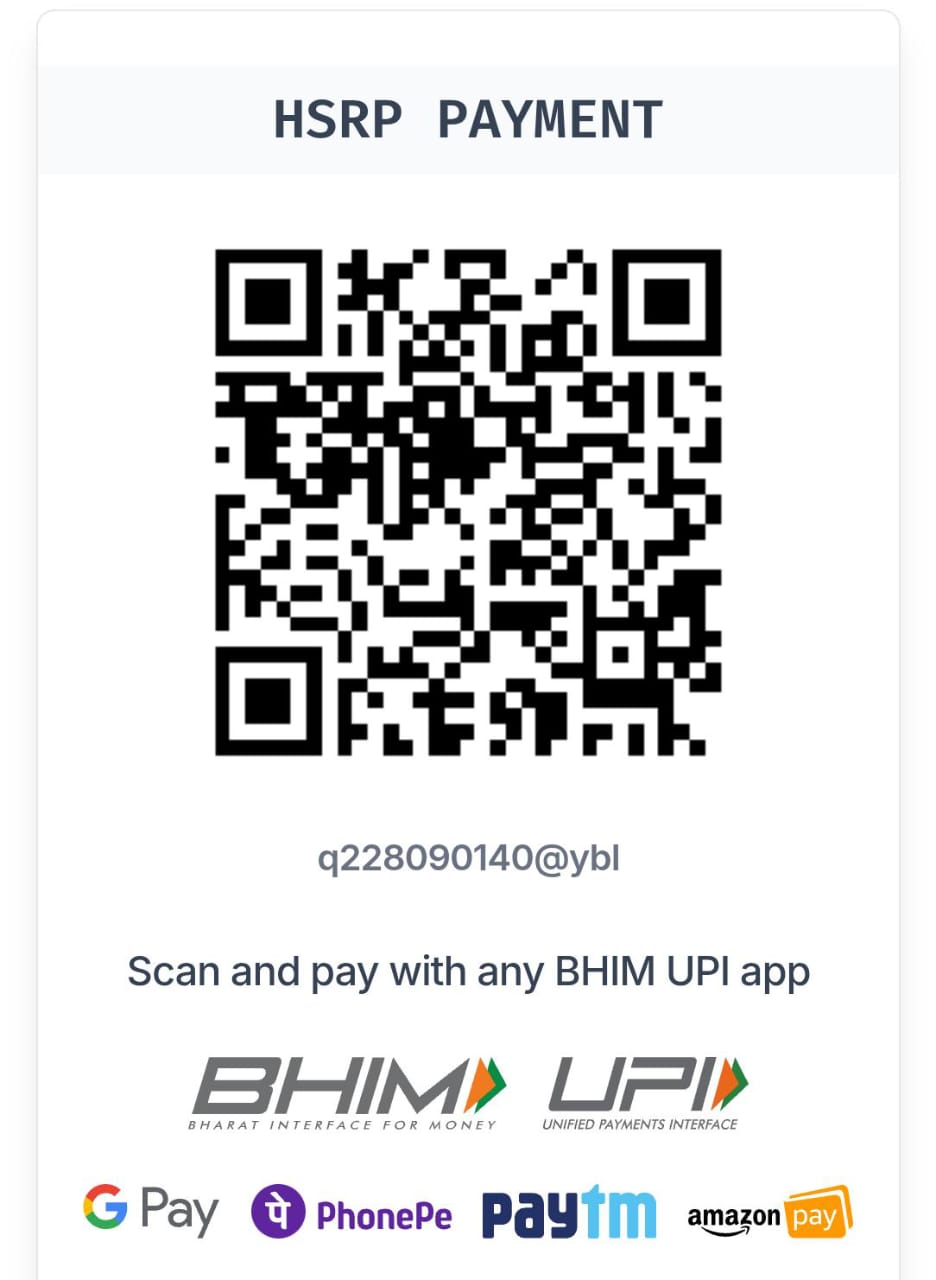 HSRP PAYMENT
q228090140@ybl
Scan and pay with any BHIM UPI app
BHIM UPI
BHARAT INTERFACE FOR MONEY UNIFIED PAYMENTS INTERFACE
G Pay पे PhonePe paytm amazon pay